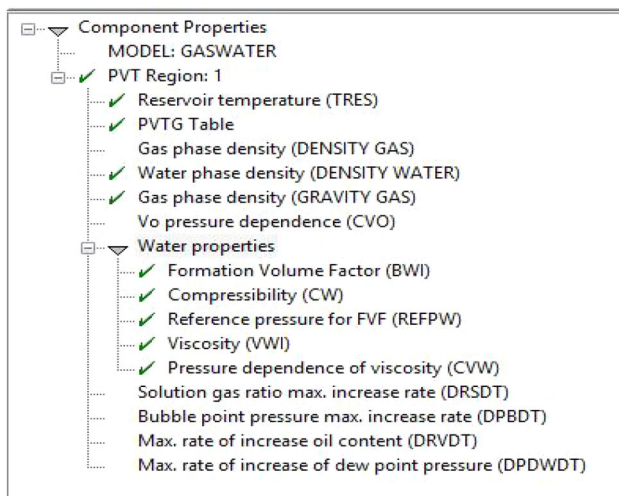 Component Properties
MODEL: GASWATER
PVT Region: 1
Reservoir temperature (TRES)
PVTG Table
Gas phase density (DENSITY GAS)
Water phase density (DENSITY WATER)
Gas phase density (GRAVITY GAS)
Vo pressure dependence (CVO)
Water properties
Formation Volume Factor (BWI)
Compressibility (CW)
Reference pressure for FVF (REFPW)
Viscosity (VWI)
Pressure dependence of viscosity (CVW)
Solution gas ratio max. increase rate (DRSDT)
Bubble point pressure max. increase rate (DPBDT)
Max. rate of increase oil content (DRVDT)
Max. rate of increase of dew point pressure (DPDWDT)